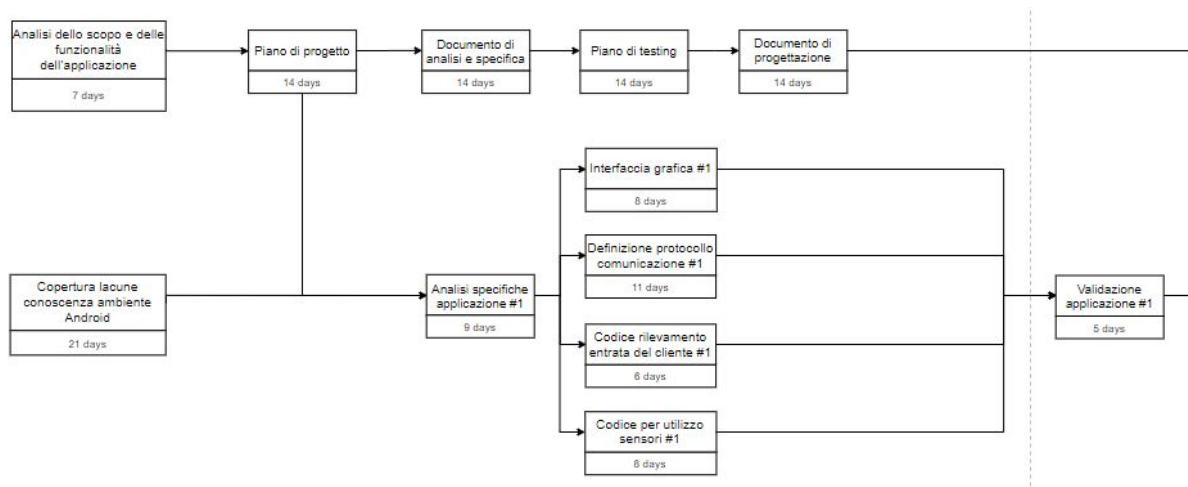 Analisi dello scopo e delle
funzionalità
dell'applicazione
7 days
Piano di progetto
14 days
Documento di
analisi e specifica
14 days
Piano di testing
14 days
Documento di
progettazione
14 days
Interfaccia grafica #1
8 days
Definizione protocollo
comunicazione #1
11 days
Copertura lacune
conoscenza ambiente
Android
21 days
Analisi specifiche
applicazione #1
9 days
Codice rilevamento
entrata del cliente #1
6 days
Codice per utilizzo
sensori #1
8 days
Validazione
applicazione #1
5 days